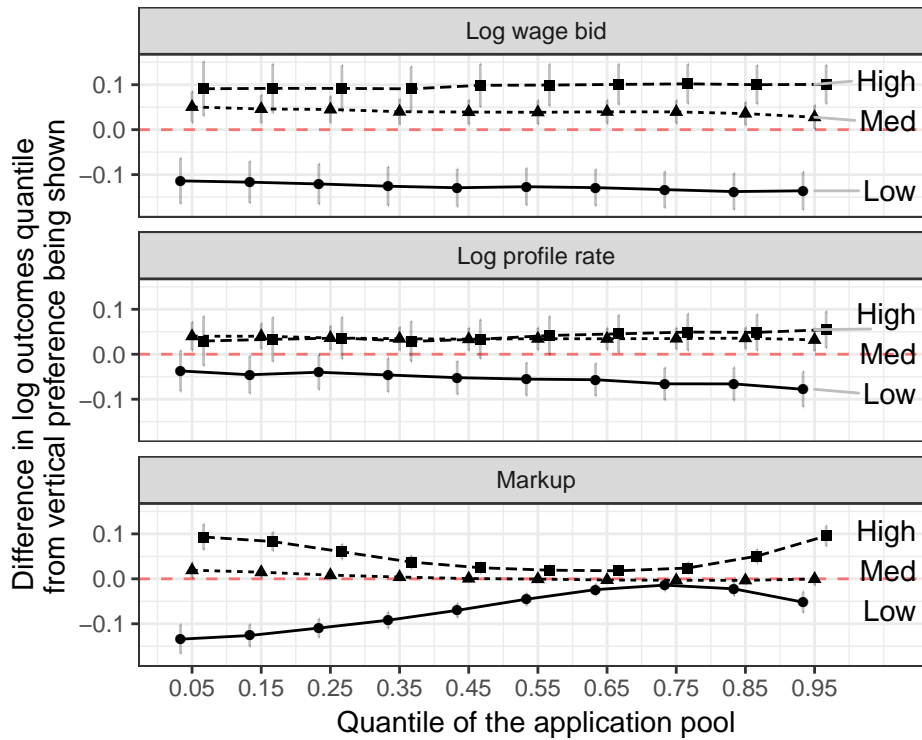 Log wage bid
0.1
0.0
−0.1
High
Med
Low
Log profile rate
0.1
0.0
−0.1
High
Med
Low
Markup
0.1
0.0
−0.1
High
Med
Low
0.05 0.15 0.25 0.35 0.45 0.55 0.65 0.75 0.85 0.95
Quantile of the application pool
Difference in log outcomes quantile
from vertical preference being shown